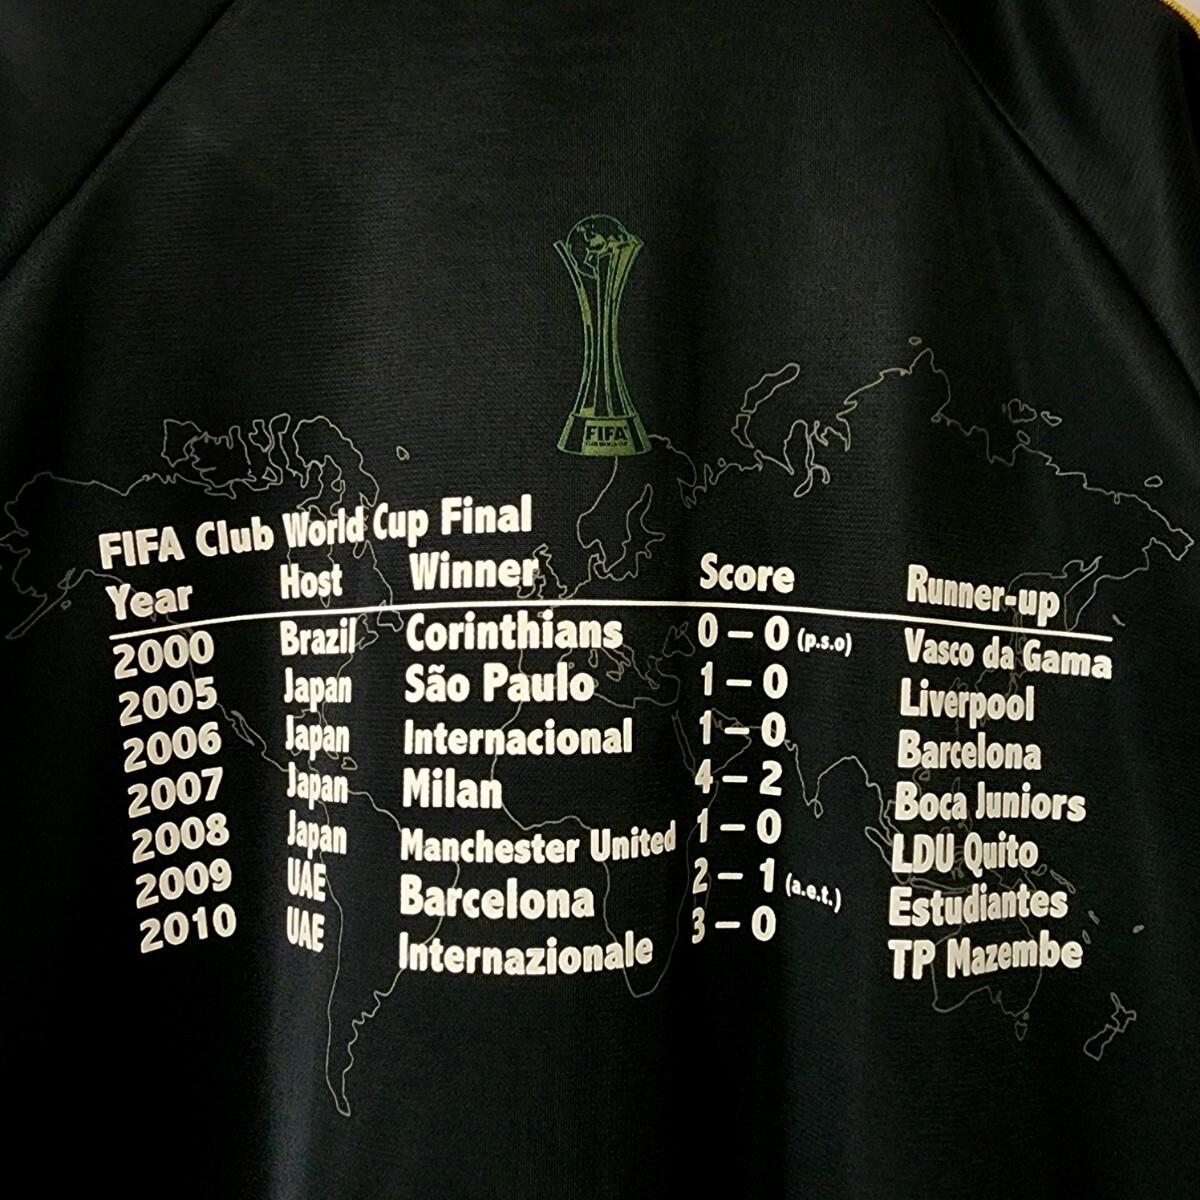 FIFA
FIFA Club World Cup Final
Year Host Winner Score Runner-up
2000 Brazil Corinthians 0 – 0 (p.s.o) Vasco da Gama
2005 Japan São Paulo 1 – 0 Liverpool
2006 Japan Internacional 1 – 0 Barcelona
2007 Japan Milan 4 – 2 Boca Juniors
2008 Japan Manchester United 1 – 0 LDU Quito
2009 UAE Barcelona 2 – 1 (a.e.t.) Estudiantes
2010 UAE Internazionale 3 – 0 TP Mazembe